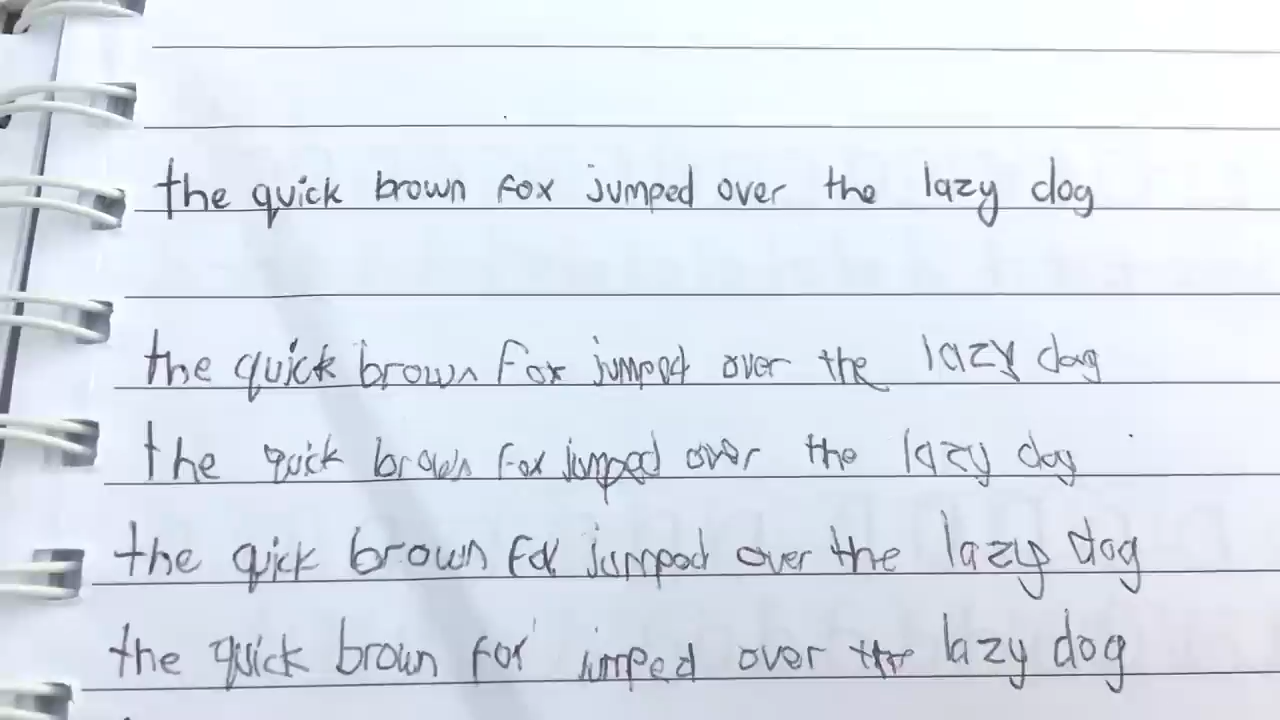 the quick brown fox jumped over the lazy dog
the quick brown fox jumped over the lazy dog
the quick brown fox jumped over the lazy dog
the quick brown fox jumped over the lazy dog
the quick brown fox jmped over the lazy dog